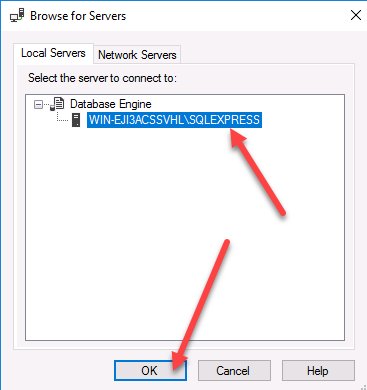 Browse for Servers
Local Servers
Network Servers
Select the server to connect to:
Database Engine
WIN-EJI3ACSSVHL\SQLEXPRESS
OK
Cancel
Help